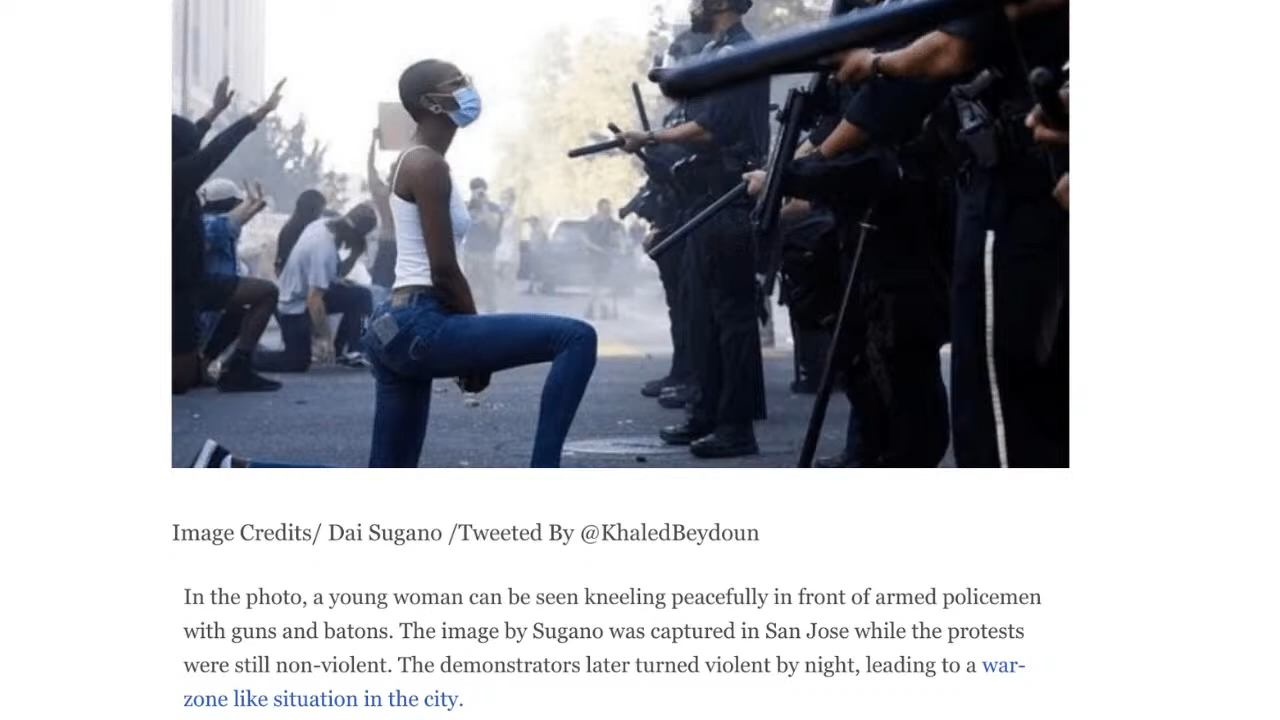 Image Credits/ Dai Sugano /Tweeted By @KhaledBeydoun
In the photo, a young woman can be seen kneeling peacefully in front of armed policemen
with guns and batons. The image by Sugano was captured in San Jose while the protests
were still non-violent. The demonstrators later turned violent by night, leading to a war-
zone like situation in the city.